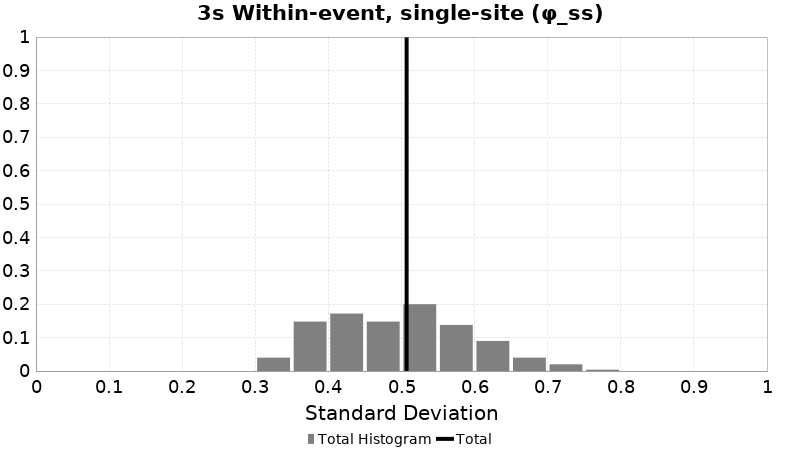 3s Within-event, single-site (φ_ss)
1
0.9
0.8
0.7
0.6
0.5
0.4
0.3
0.2
0.1
0
0 0.1 0.2 0.3 0.4 0.5 0.6 0.7 0.8 0.9 1
Standard Deviation
Total Histogram Total